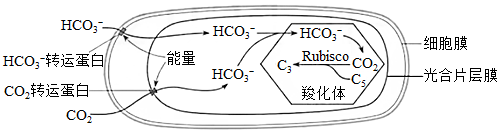 HCO₃⁻
HCO₃⁻
HCO₃⁻
细胞膜
HCO₃⁻转运蛋白
能量
Rubisco
C₃
CO₂
光合片层膜
HCO₃⁻
C₅
CO₂转运蛋白
羧化体
CO₂